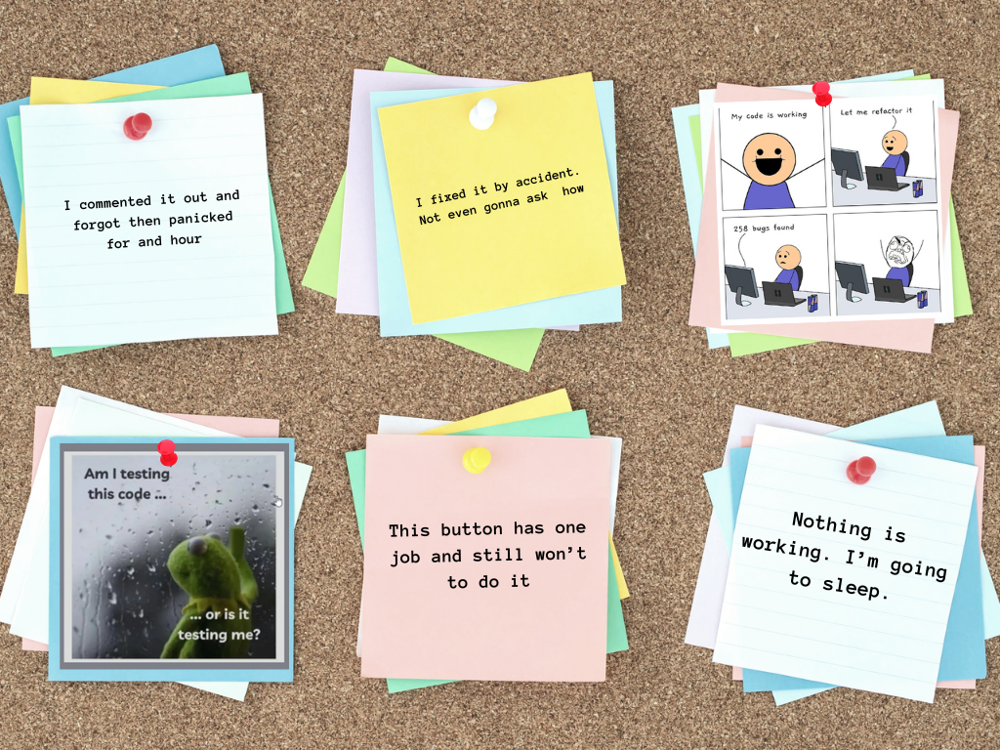 I commented it out and
forgot then panicked
for and hour
I fixed it by accident.
Not even gonna ask how
My code is working
Let me refactor it
258 bugs found
Am I testing
this code ...
... or is it
testing me?
This button has one
job and still won't
to do it
Nothing is
working. I'm going
to sleep.